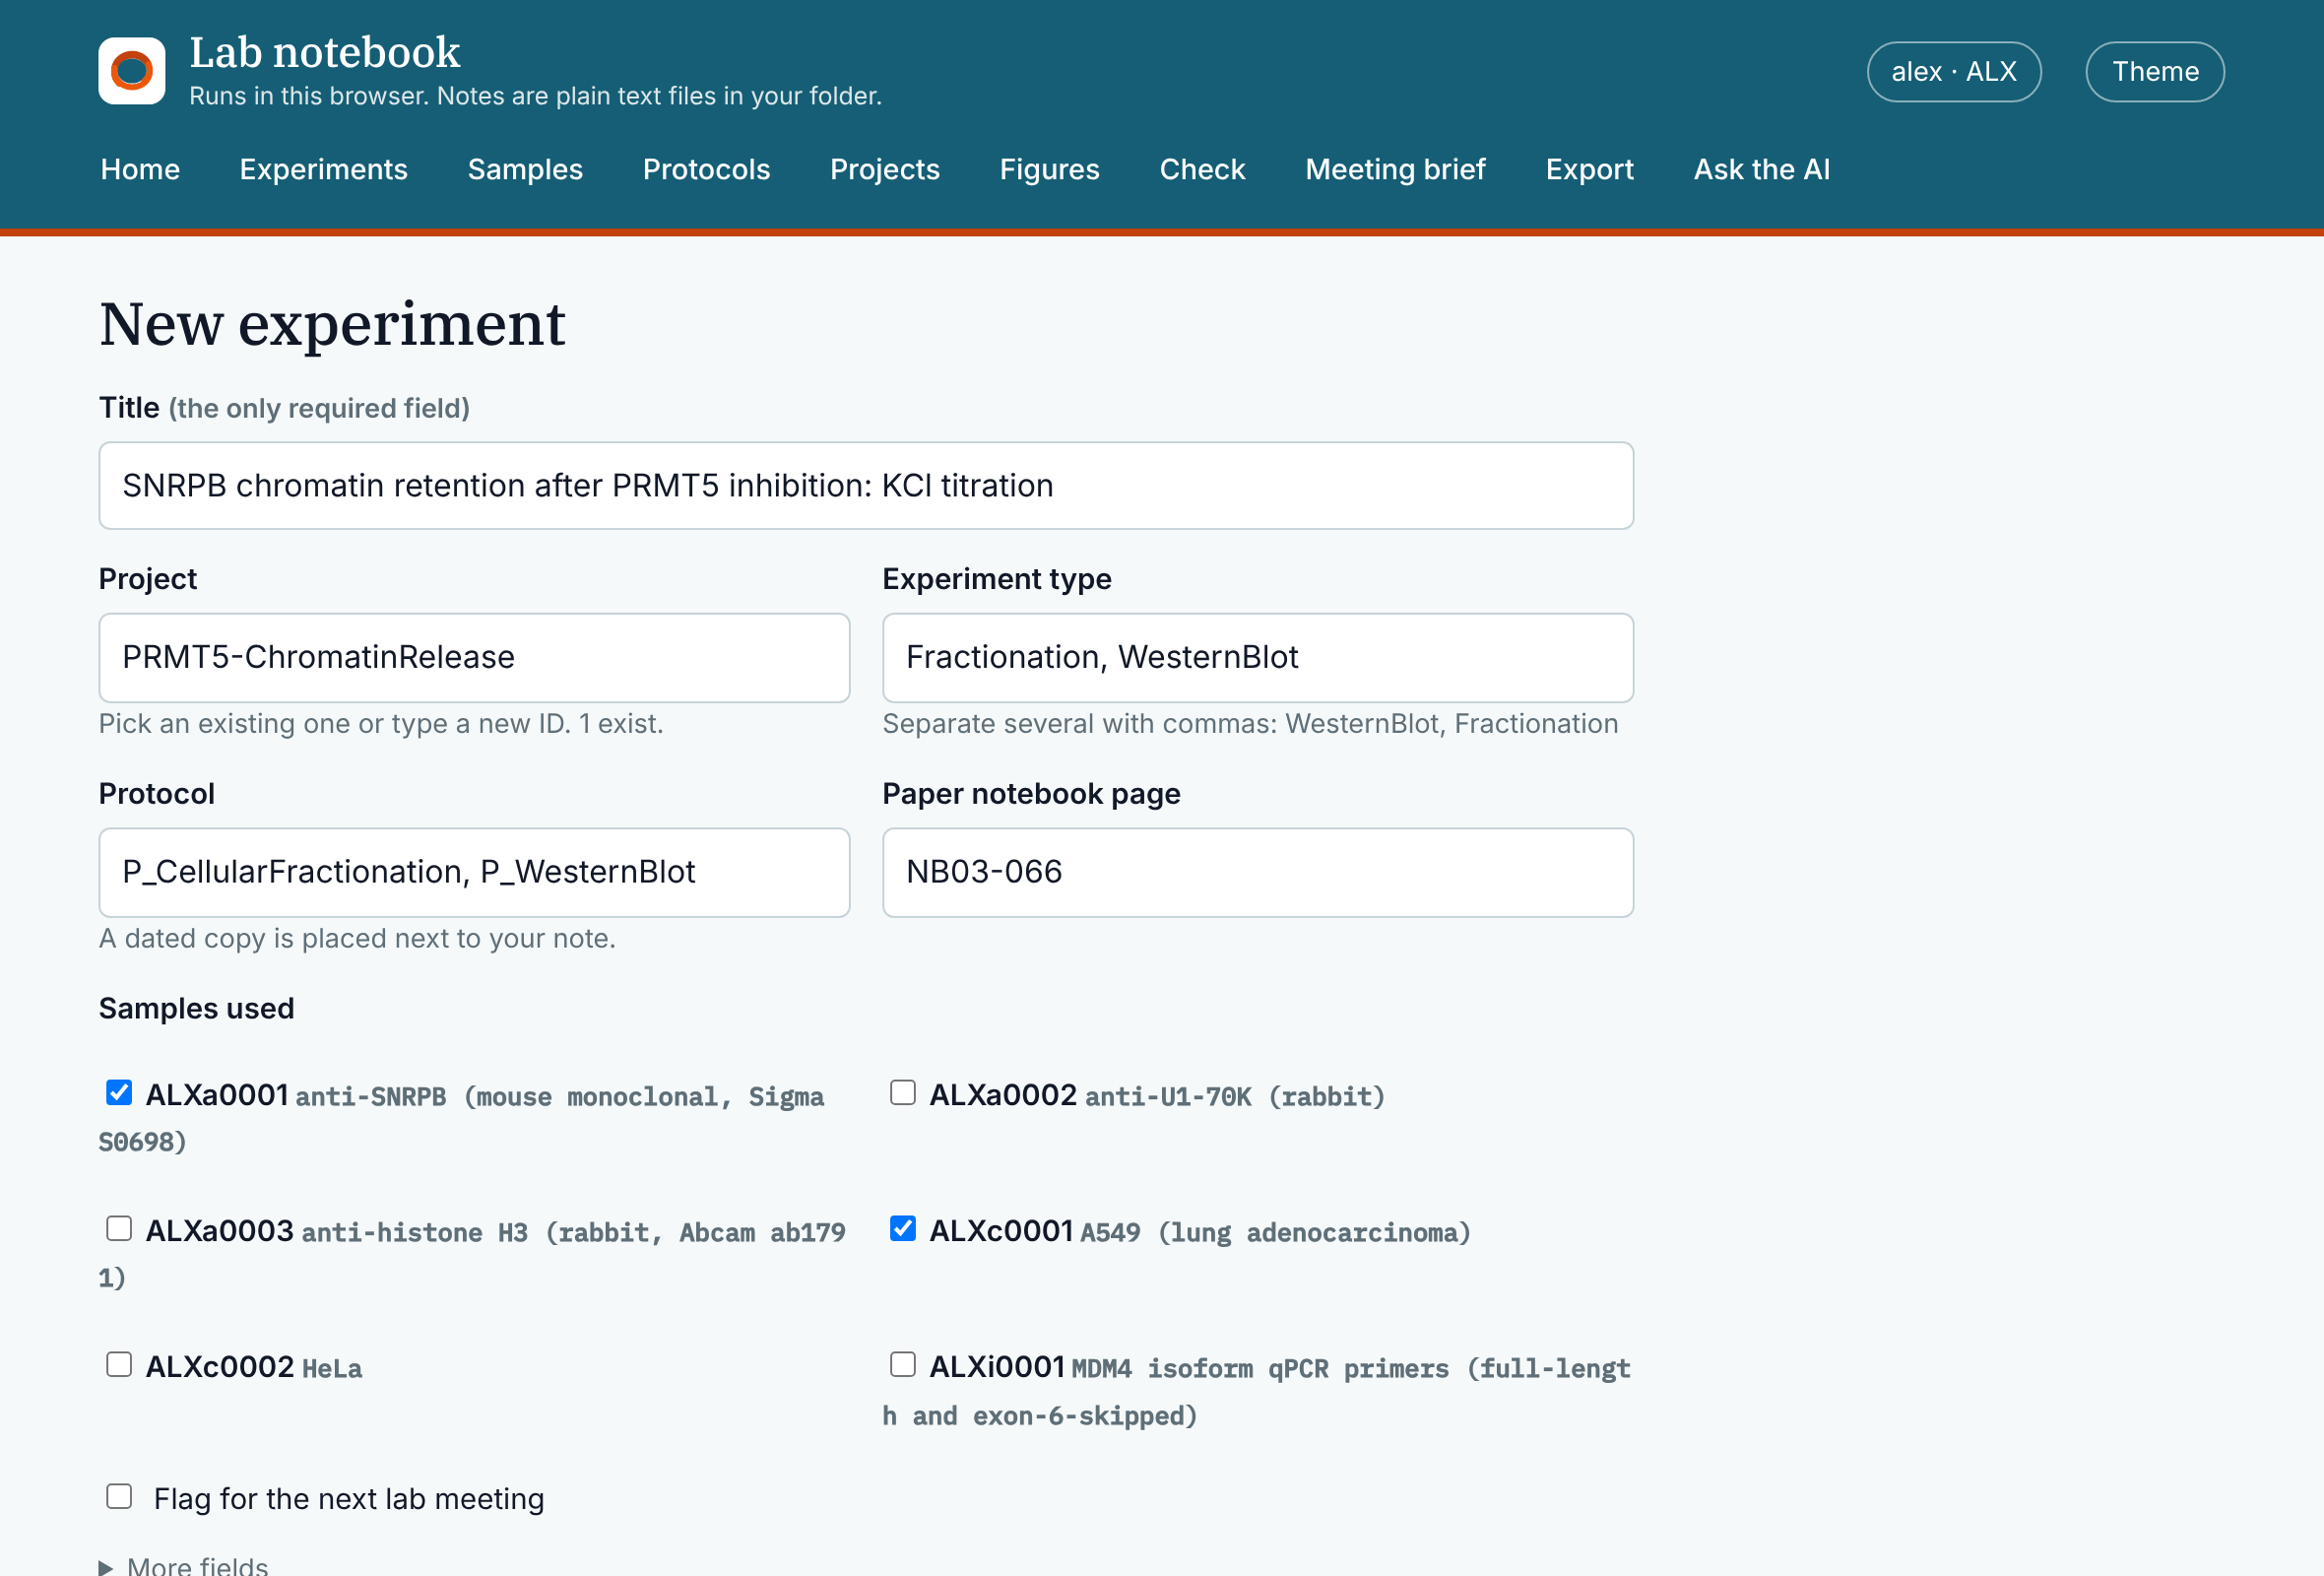 Lab notebook
Runs in this browser. Notes are plain text files in your folder.
alex · ALX
Theme
Home Experiments Samples Protocols Projects Figures Check Meeting brief Export Ask the AI
New experiment
Title (the only required field)
SNRPB chromatin retention after PRMT5 inhibition: KCl titration
Project
Experiment type
PRMT5-ChromatinRelease
Fractionation, WesternBlot
Pick an existing one or type a new ID. 1 exist.
Separate several with commas: WesternBlot, Fractionation
Protocol
Paper notebook page
P_CellularFractionation, P_WesternBlot
NB03-066
A dated copy is placed next to your note.
Samples used
ALXa0001 anti-SNRPB (mouse monoclonal, Sigma
S0698)
ALXa0002 anti-U1-70K (rabbit)
ALXa0003 anti-histone H3 (rabbit, Abcam ab179
1)
ALXc0001 A549 (lung adenocarcinoma)
ALXc0002 HeLa
ALXi0001 MDM4 isoform qPCR primers (full-lengt
h and exon-6-skipped)
Flag for the next lab meeting
More fields